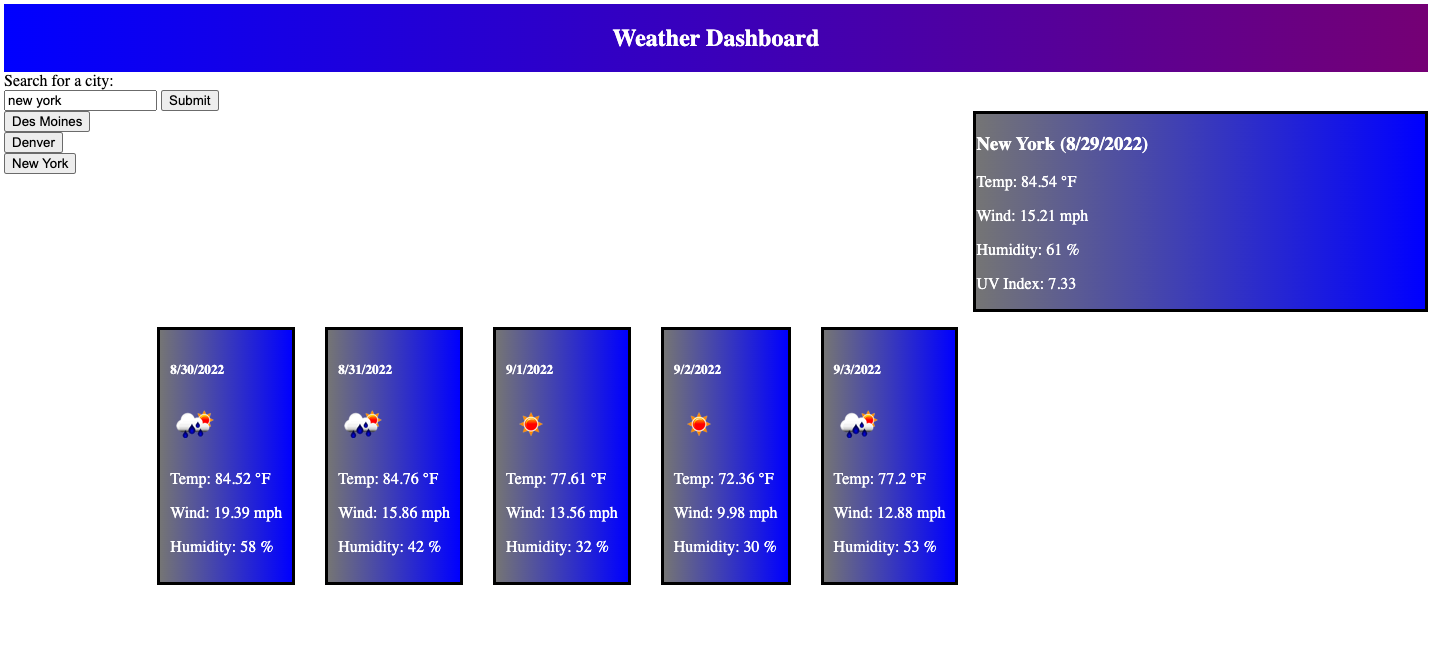 Weather Dashboard
Search for a city:
new york Submit
Des Moines
Denver
New York
New York (8/29/2022)
Temp: 84.54 °F
Wind: 15.21 mph
Humidity: 61 %
UV Index: 7.33
8/30/2022
Temp: 84.52 °F
Wind: 19.39 mph
Humidity: 58 %
8/31/2022
Temp: 84.76 °F
Wind: 15.86 mph
Humidity: 42 %
9/1/2022
Temp: 77.61 °F
Wind: 13.56 mph
Humidity: 32 %
9/2/2022
Temp: 72.36 °F
Wind: 9.98 mph
Humidity: 30 %
9/3/2022
Temp: 77.2 °F
Wind: 12.88 mph
Humidity: 53 %